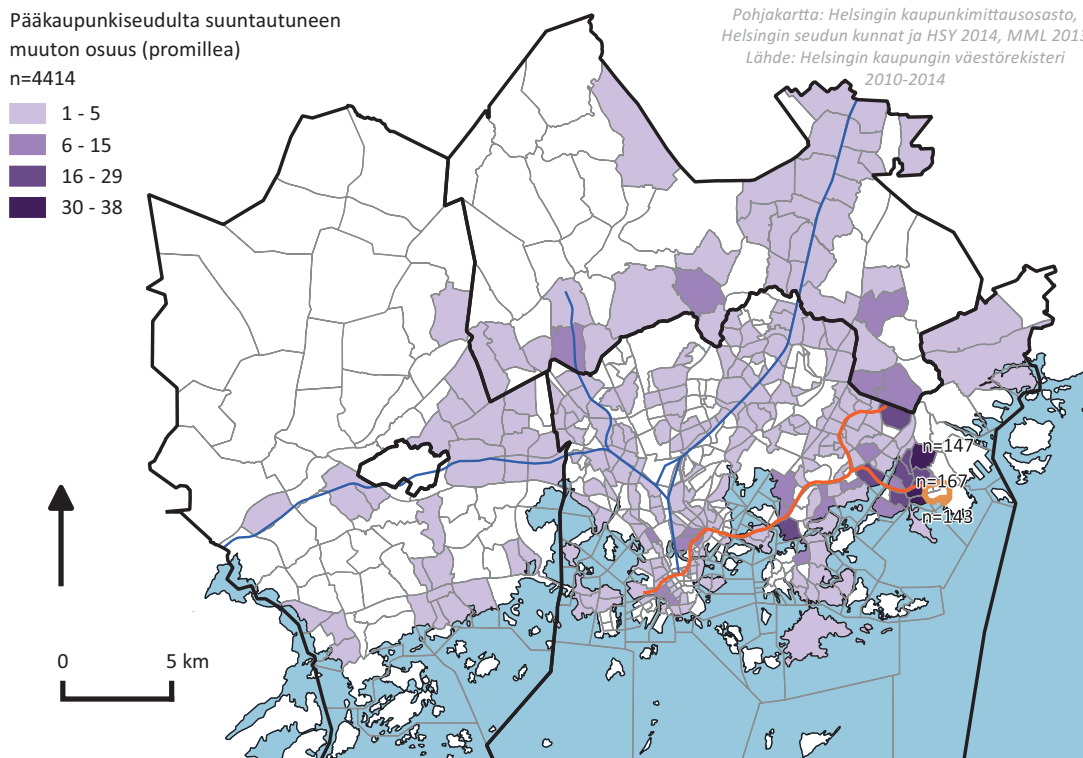 Pääkaupunkiseudulta suuntautuneen
muuton osuus (promillea)
n=4414
1 - 5
6 - 15
16 - 29
30 - 38
Pohjakartta: Helsingin kaupunkimittausosasto,
Helsingin seudun kunnat ja HSY 2014, MML 2013
Lähde: Helsingin kaupungin väestörekisteri
2010-2014
n=147
n=167
n=143
0 5 km